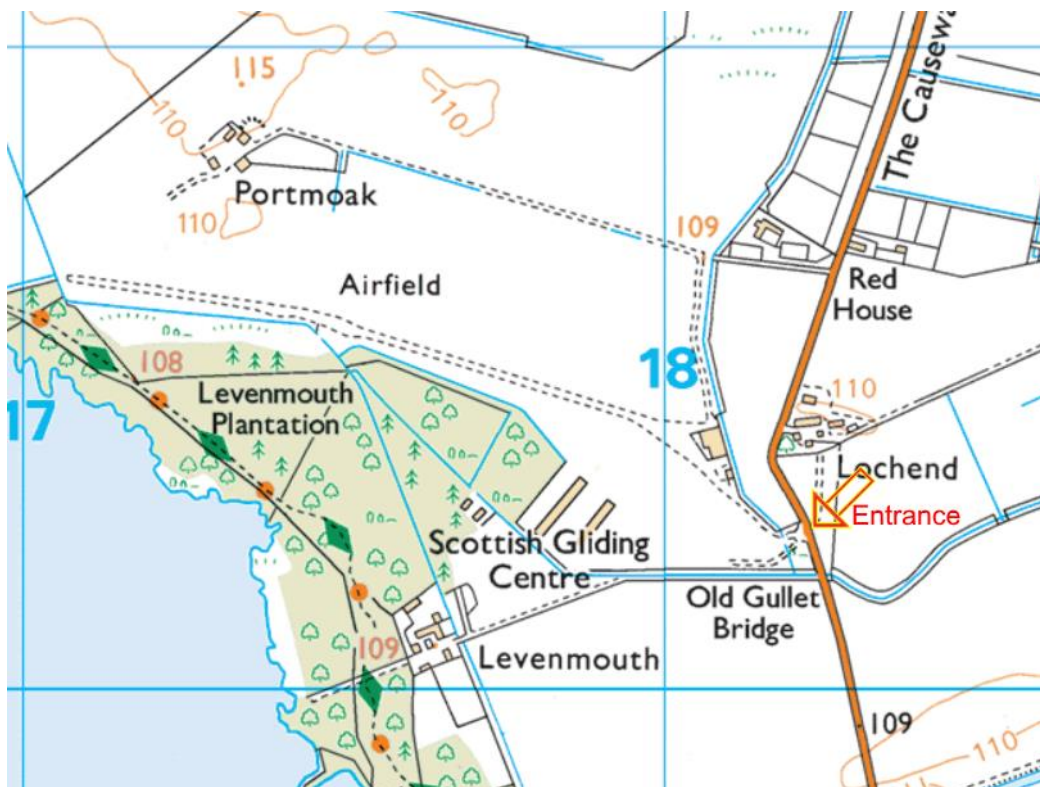 115
110
110
The Causeway
Portmoak
110
109
Airfield
Red
House
108
18
Levenmouth
Plantation
110
17
Lochend
Entrance
Scottish Gliding
Centre
Old Gullet
Bridge
109
Levenmouth
109
110